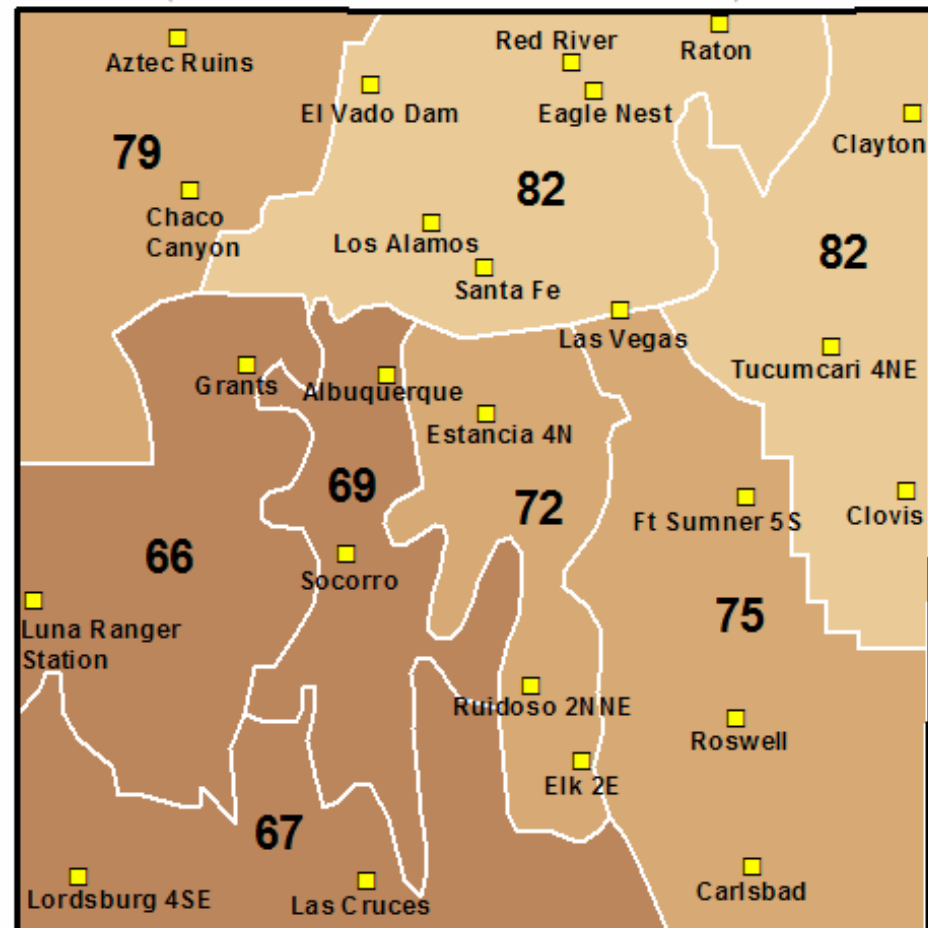 Red River
Raton
Aztec Ruins
El Vado Dam
Eagle Nest
Clayton
79
82
Chaco
Canyon
Los Alamos
82
Santa Fe
Las Vegas
Tucumcari 4NE
Grants
Albuquerque
Estancia 4N
69
72
Ft Sumner 5S
Clovis
66
Socorro
75
Luna Ranger
Station
Ruidoso 2NNE
Roswell
Elk 2E
67
Lordsburg 4SE
Las Cruces
Carlsbad